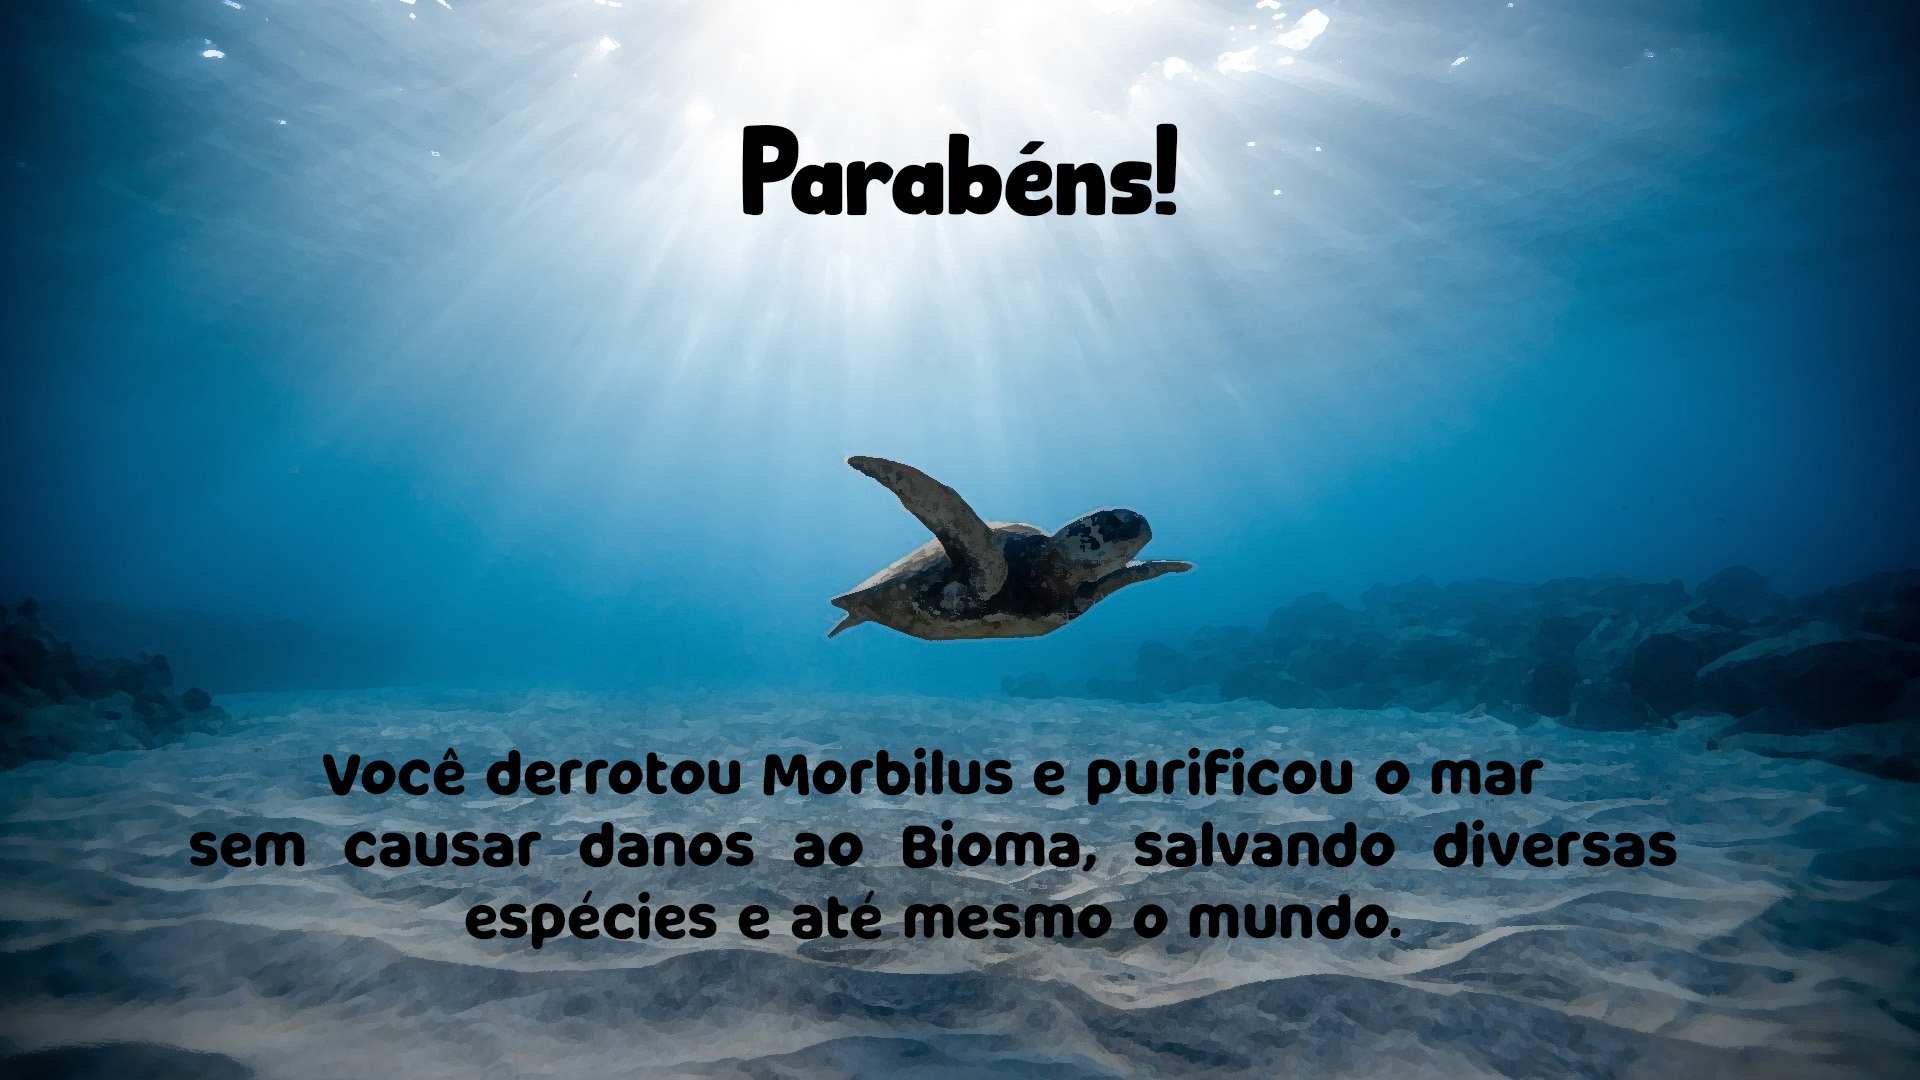 Parabéns!
Você derrotou Morbilus e purificou o mar
sem causar danos ao Bioma, salvando diversas
espécies e até mesmo o mundo.